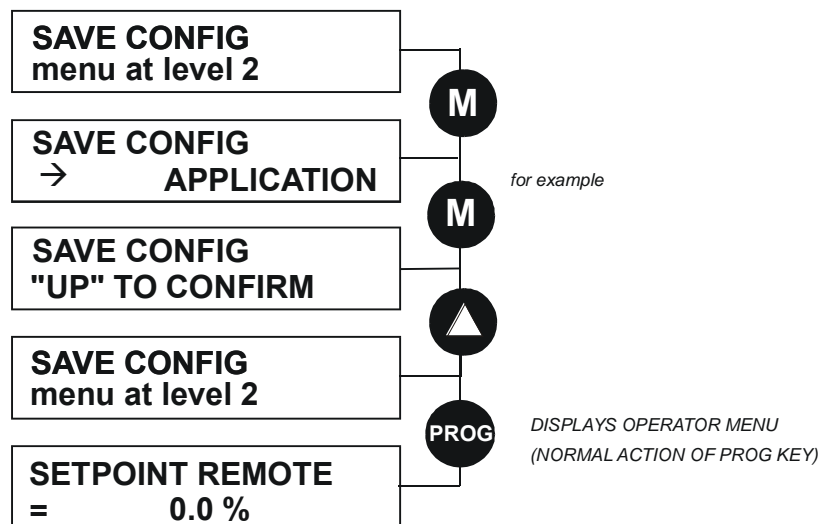 SAVE CONFIG
menu at level 2
M
SAVE CONFIG
→ APPLICATION
for example
M
SAVE CONFIG
"UP" TO CONFIRM
SAVE CONFIG
menu at level 2
PROG
DISPLAYS OPERATOR MENU
(NORMAL ACTION OF PROG KEY)
SETPOINT REMOTE
= 0.0 %